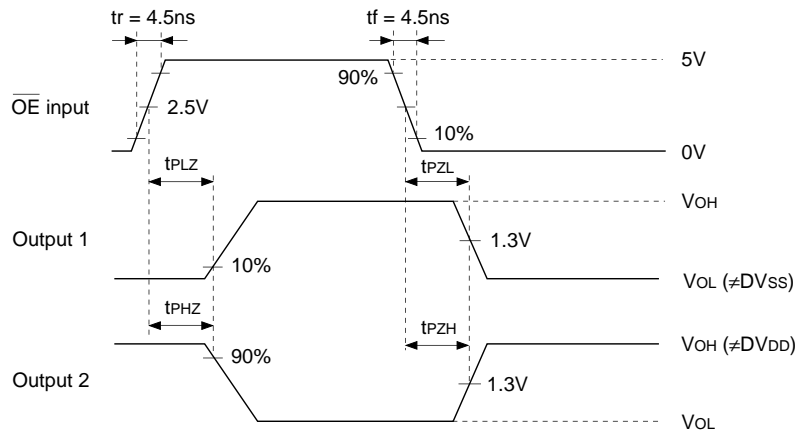 tr = 4.5ns
tf = 4.5ns
5V
90%
OE input
2.5V
10%
0V
tPLZ
tPZL
VOH
Output 1
1.3V
10%
VOL (≠DVSS)
tPHZ
tPZH
VOH (≠DVDD)
90%
Output 2
1.3V
VOL